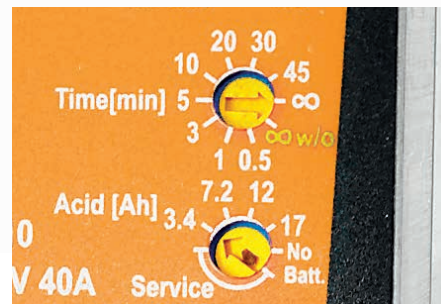 20 30
10 45
Time[min] 5 ∞
3 ∞ w/o
1 0.5
7.2 12
Acid [Ah] 3.4 17
0 No
V 40A Service Batt.